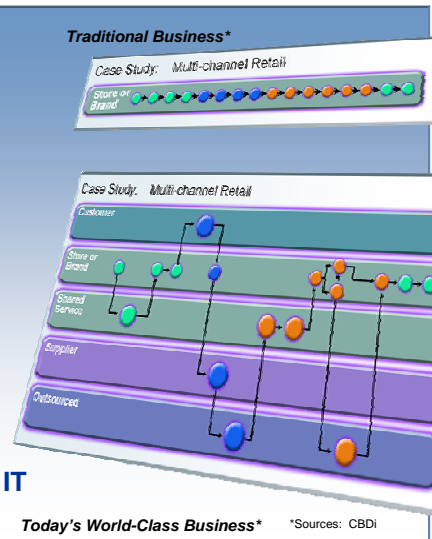 Traditional Business*
Case Study: Multi-channel Retail
Store or
Brand
Case Study: Multi-channel Retail
Customer
Store or
Brand
Shared
Service
Supplier
Outsourced
IT
Today's World-Class Business* *Sources: CBDi